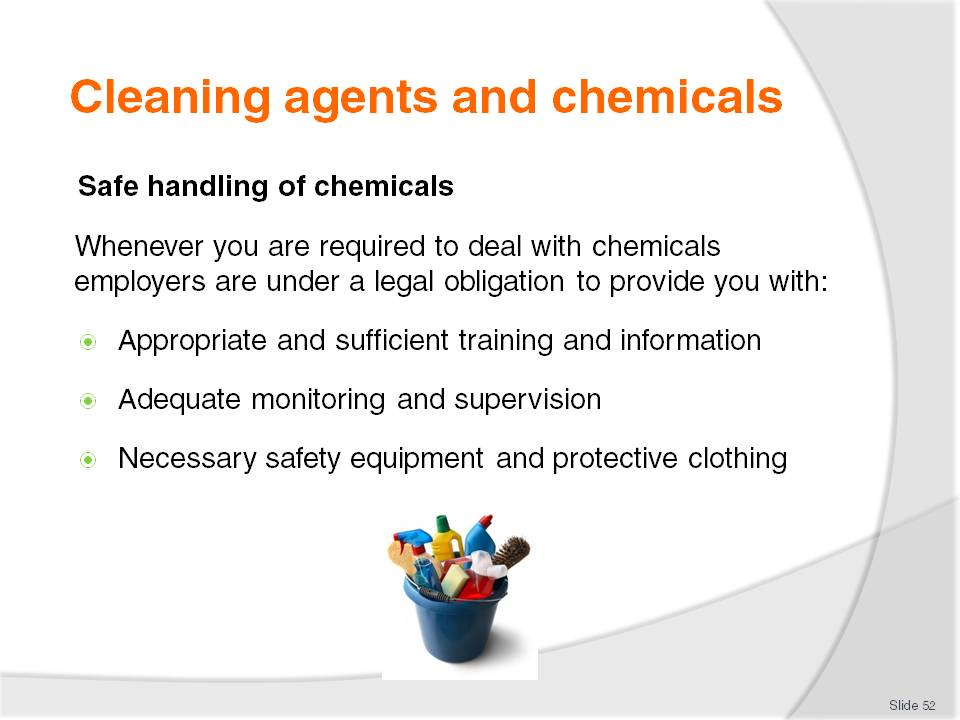 Cleaning agents and chemicals
Safe handling of chemicals
Whenever you are required to deal with chemicals
employers are under a legal obligation to provide you with:
Appropriate and sufficient training and information
Adequate monitoring and supervision
Necessary safety equipment and protective clothing
Slide 52